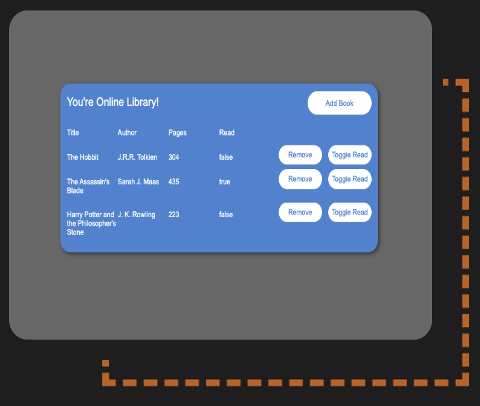 You're Online Library!
Add Book
Title Author Pages Read
The Hobbit J.R.R. Tolkien 304 false Remove Toggle Read
The Assasin's Sarah J. Maas 435 true Remove Toggle Read
Blade
Harry Potter and J. K. Rowling 223 false Remove Toggle Read
the Philosopher's
Stone